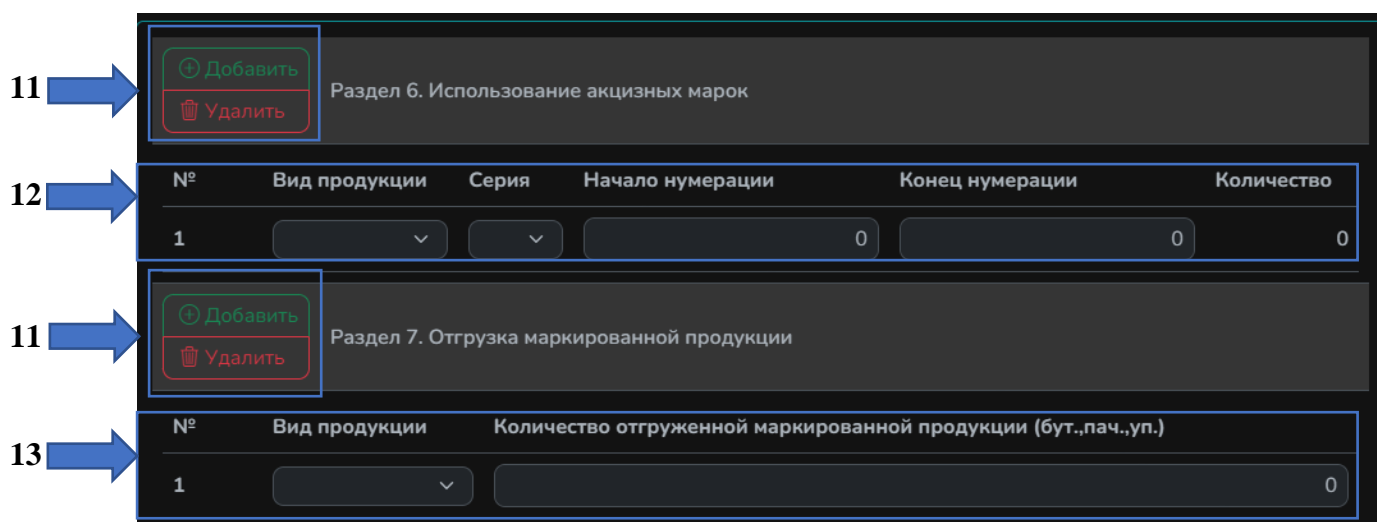 11
Добавить
Удалить
Раздел 6. Использование акцизных марок
12
№ Вид продукции Серия Начало нумерации Конец нумерации Количество
1 0 0 0
11
Добавить
Удалить
Раздел 7. Отгрузка маркированной продукции
13
№ Вид продукции Количество отгруженной маркированной продукции (бут.,пач.,уп.)
1 0